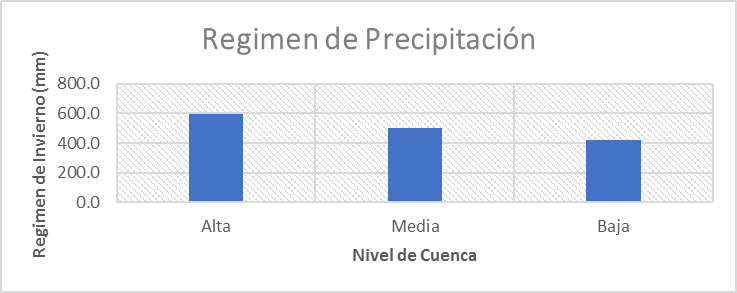 Regimen de Precipitación
Regimen de Invierno (mm)
800.0
600.0
400.0
200.0
0.0
Alta Media Baja
Nivel de Cuenca